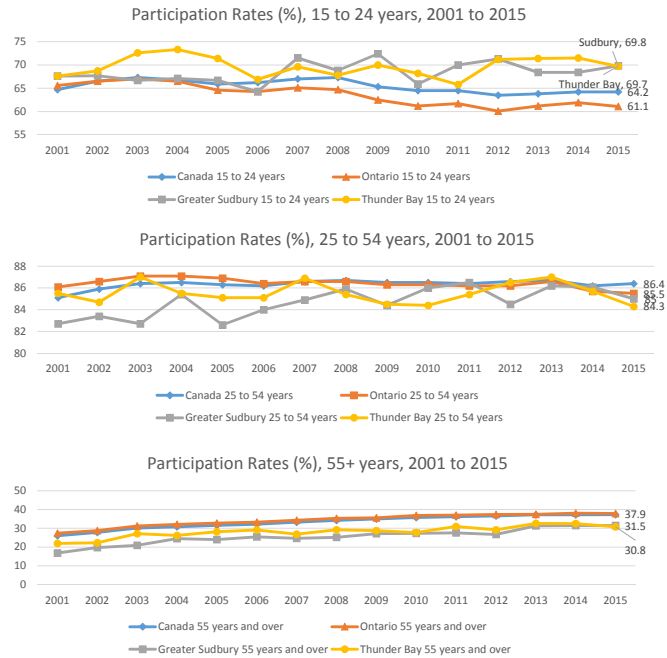 Participation Rates (%), 15 to 24 years, 2001 to 2015
75
70
65
60
55
Sudbury, 69.8
Thunder Bay, 69.7
64.2
61.1
2001 2002 2003 2004 2005 2006 2007 2008 2009 2010 2011 2012 2013 2014 2015
Canada 15 to 24 years Ontario 15 to 24 years
Greater Sudbury 15 to 24 years Thunder Bay 15 to 24 years
Participation Rates (%), 25 to 54 years, 2001 to 2015
88
86
84
82
80
86.4
85.5
85
84.3
2001 2002 2003 2004 2005 2006 2007 2008 2009 2010 2011 2012 2013 2014 2015
Canada 25 to 54 years Ontario 25 to 54 years
Greater Sudbury 25 to 54 years Thunder Bay 25 to 54 years
Participation Rates (%), 55+ years, 2001 to 2015
50
40
30
20
10
0
37.9
31.5
30.8
2001 2002 2003 2004 2005 2006 2007 2008 2009 2010 2011 2012 2013 2014 2015
Canada 55 years and over Ontario 55 years and over
Greater Sudbury 55 years and over Thunder Bay 55 years and over